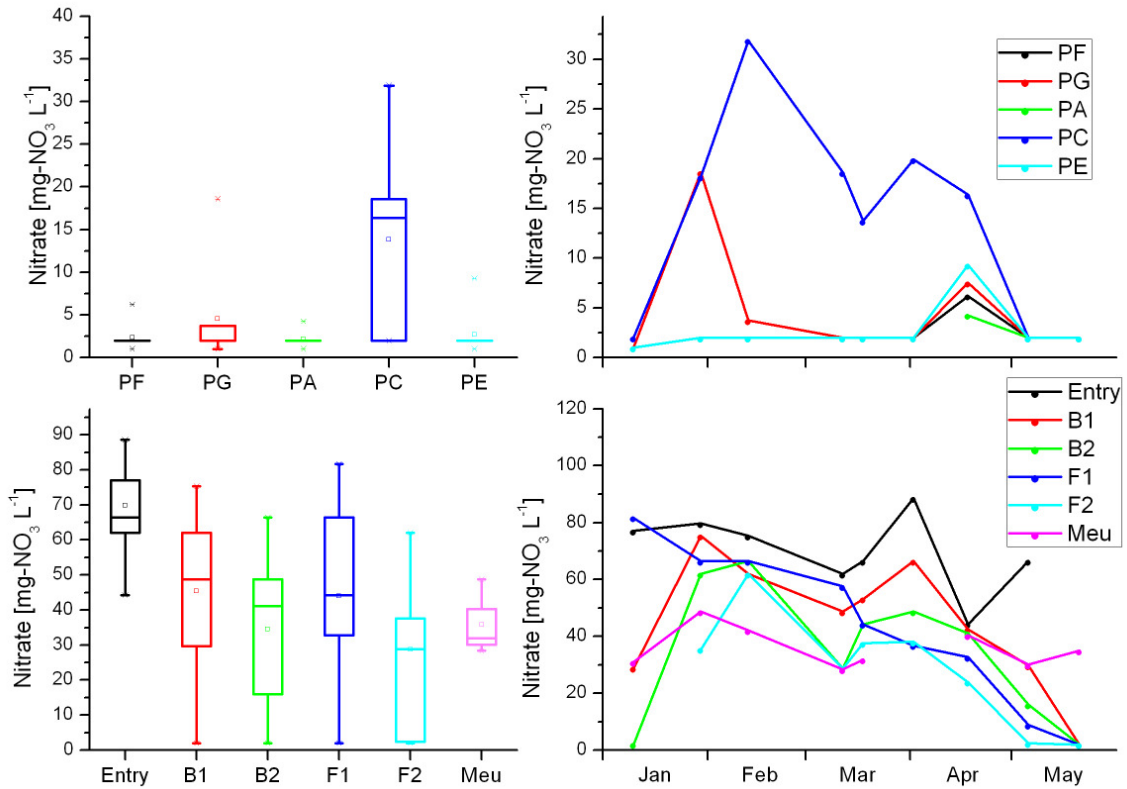 Nitrate [mg-NO3 L-1]
40
35
30
25
20
15
10
5
0
PF PG PA PC PE
Nitrate [mg-NO3 L-1]
30
25
20
15
10
5
0
PF
PG
PA
PC
PE
Nitrate [mg-NO3 L-1]
90
80
70
60
50
40
30
20
10
0
Entry B1 B2 F1 F2 Meu
Nitrate [mg-NO3 L-1]
120
100
80
60
40
20
0
Jan Feb Mar Apr May
Entry
B1
B2
F1
F2
Meu